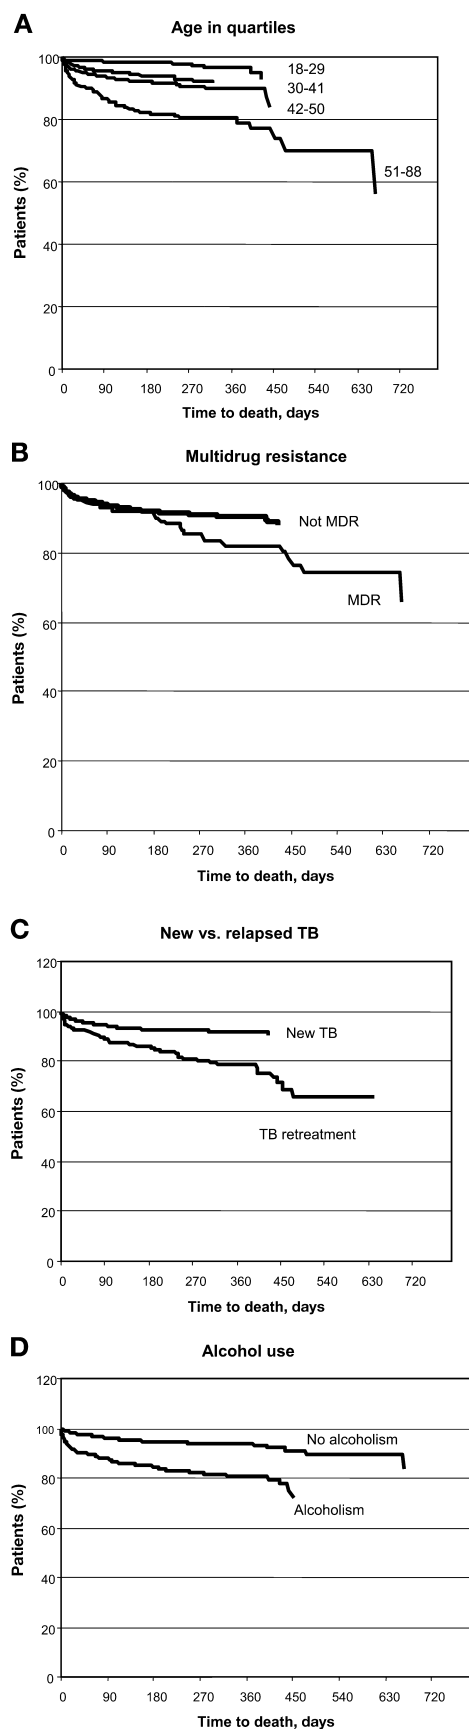 A
Age in quartiles
100
80
60
40
20
0
Patients (%)
18-29
30-41
42-50
51-88
0 90 180 270 360 450 540 630 720
Time to death, days
B
Multidrug resistance
100
80
60
40
20
0
Patients (%)
Not MDR
MDR
0 90 180 270 360 450 540 630 720
Time to death, days
C
New vs. relapsed TB
120
100
80
60
40
20
0
Patients (%)
New TB
TB retreatment
0 90 180 270 360 450 540 630 720
Time to death, days
D
Alcohol use
120
100
80
60
40
20
0
Patients (%)
No alcoholism
Alcoholism
0 90 180 270 360 450 540 630 720
Time to death, days